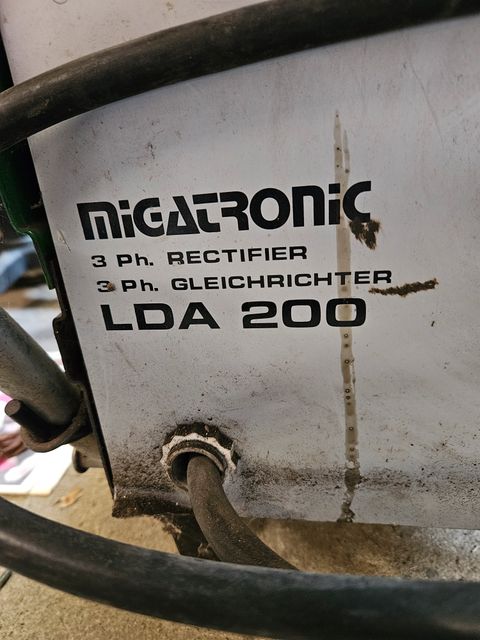 MiGATRONiC
3 Ph. RECTIFIER
3 Ph. GLEICHRICHTER
LDA 200